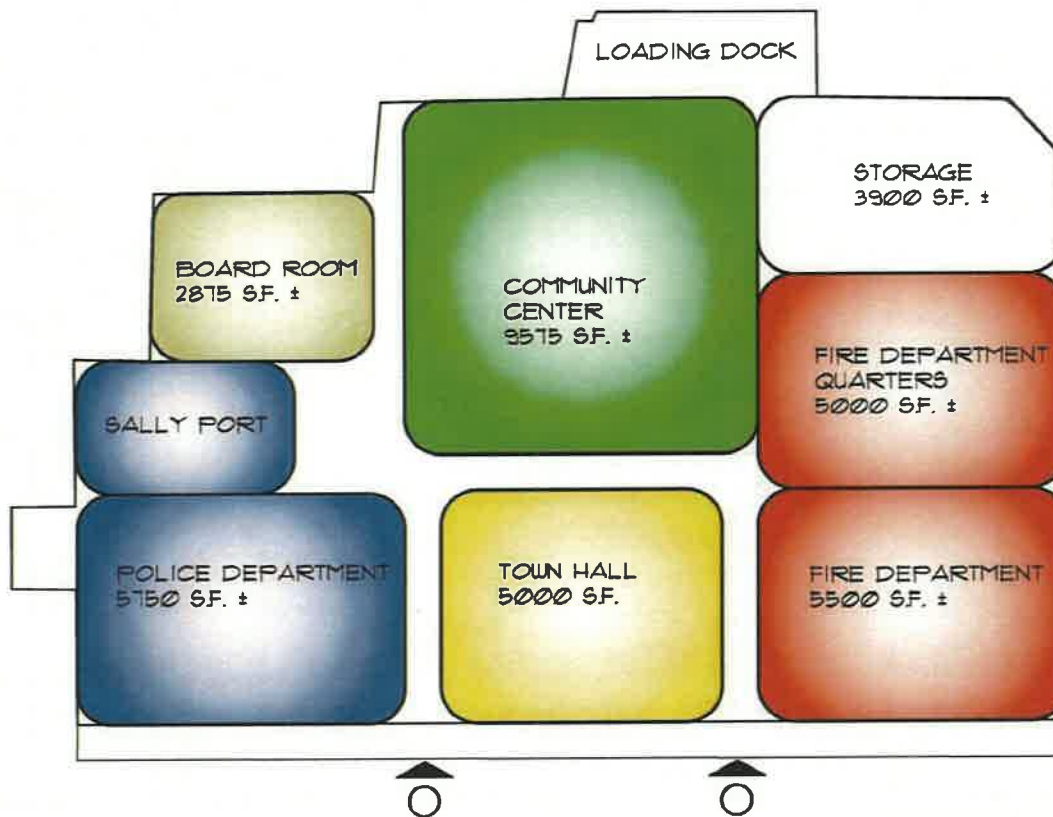 LOADING DOCK
STORAGE
3900 S.F. ±
BOARD ROOM
2875 S.F. ±
COMMUNITY
CENTER
9575 S.F. ±
FIRE DEPARTMENT
QUARTERS
5000 S.F. ±
SALLY PORT
POLICE DEPARTMENT
5750 S.F. ±
TOWN HALL
5000 S.F.
FIRE DEPARTMENT
5500 S.F. ±